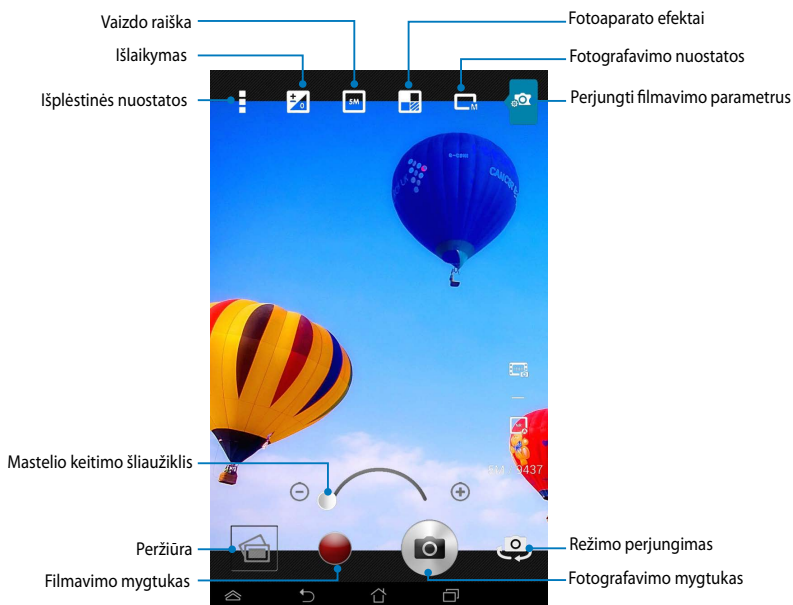 Vaizdo raiška
Fotoaparato efektai
Išlaikymas
Fotografavimo nuostatos
Išplėstinės nuostatos
Perjungti filmavimo parametrus
0
5M
M
Mastelio keitimo šliaužiklis
Peržiūra
Režimo perjungimas
Filmavimo mygtukas
Fotografavimo mygtukas